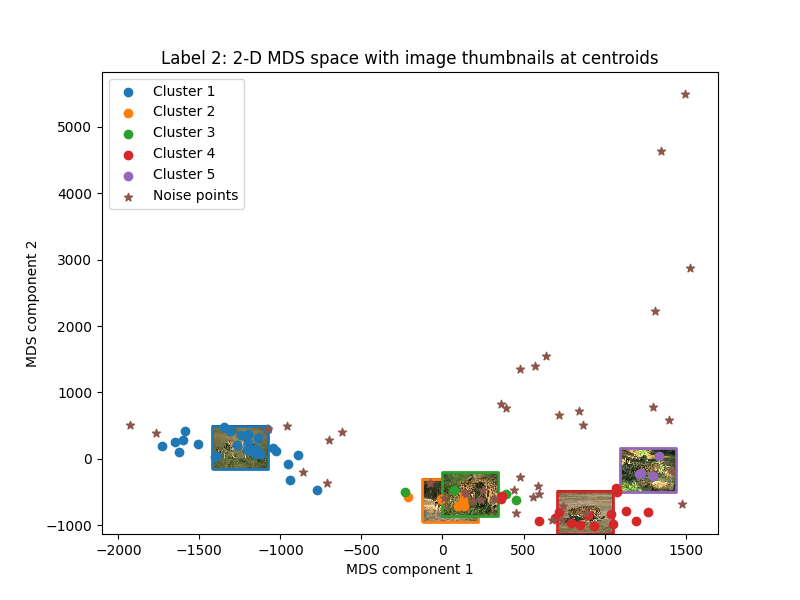 Label 2: 2-D MDS space with image thumbnails at centroids
Cluster 1
Cluster 2
Cluster 3
Cluster 4
Cluster 5
Noise points
MDS component 2
5000
4000
3000
2000
1000
0
−1000
−2000 −1500 −1000 −500 0 500 1000 1500
MDS component 1